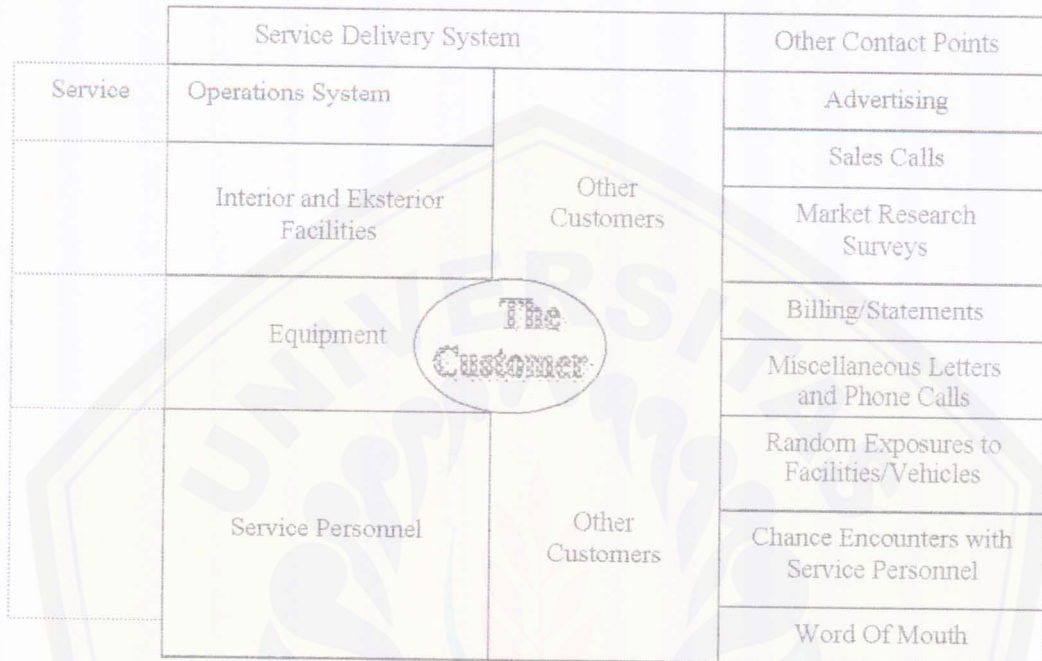 Service Delivery System
Other Contact Points
Service
Operations System
Interior and Eksterior
Facilities
Equipment
Service Personnel
Other
Customers
The
Customer
Other
Customers
Advertising
Sales Calls
Market Research
Surveys
Billing/Statements
Miscellaneous Letters
and Phone Calls
Random Exposures to
Facilities/Vehicles
Chance Encounters with
Service Personnel
Word Of Mouth
UNIVERSITAS